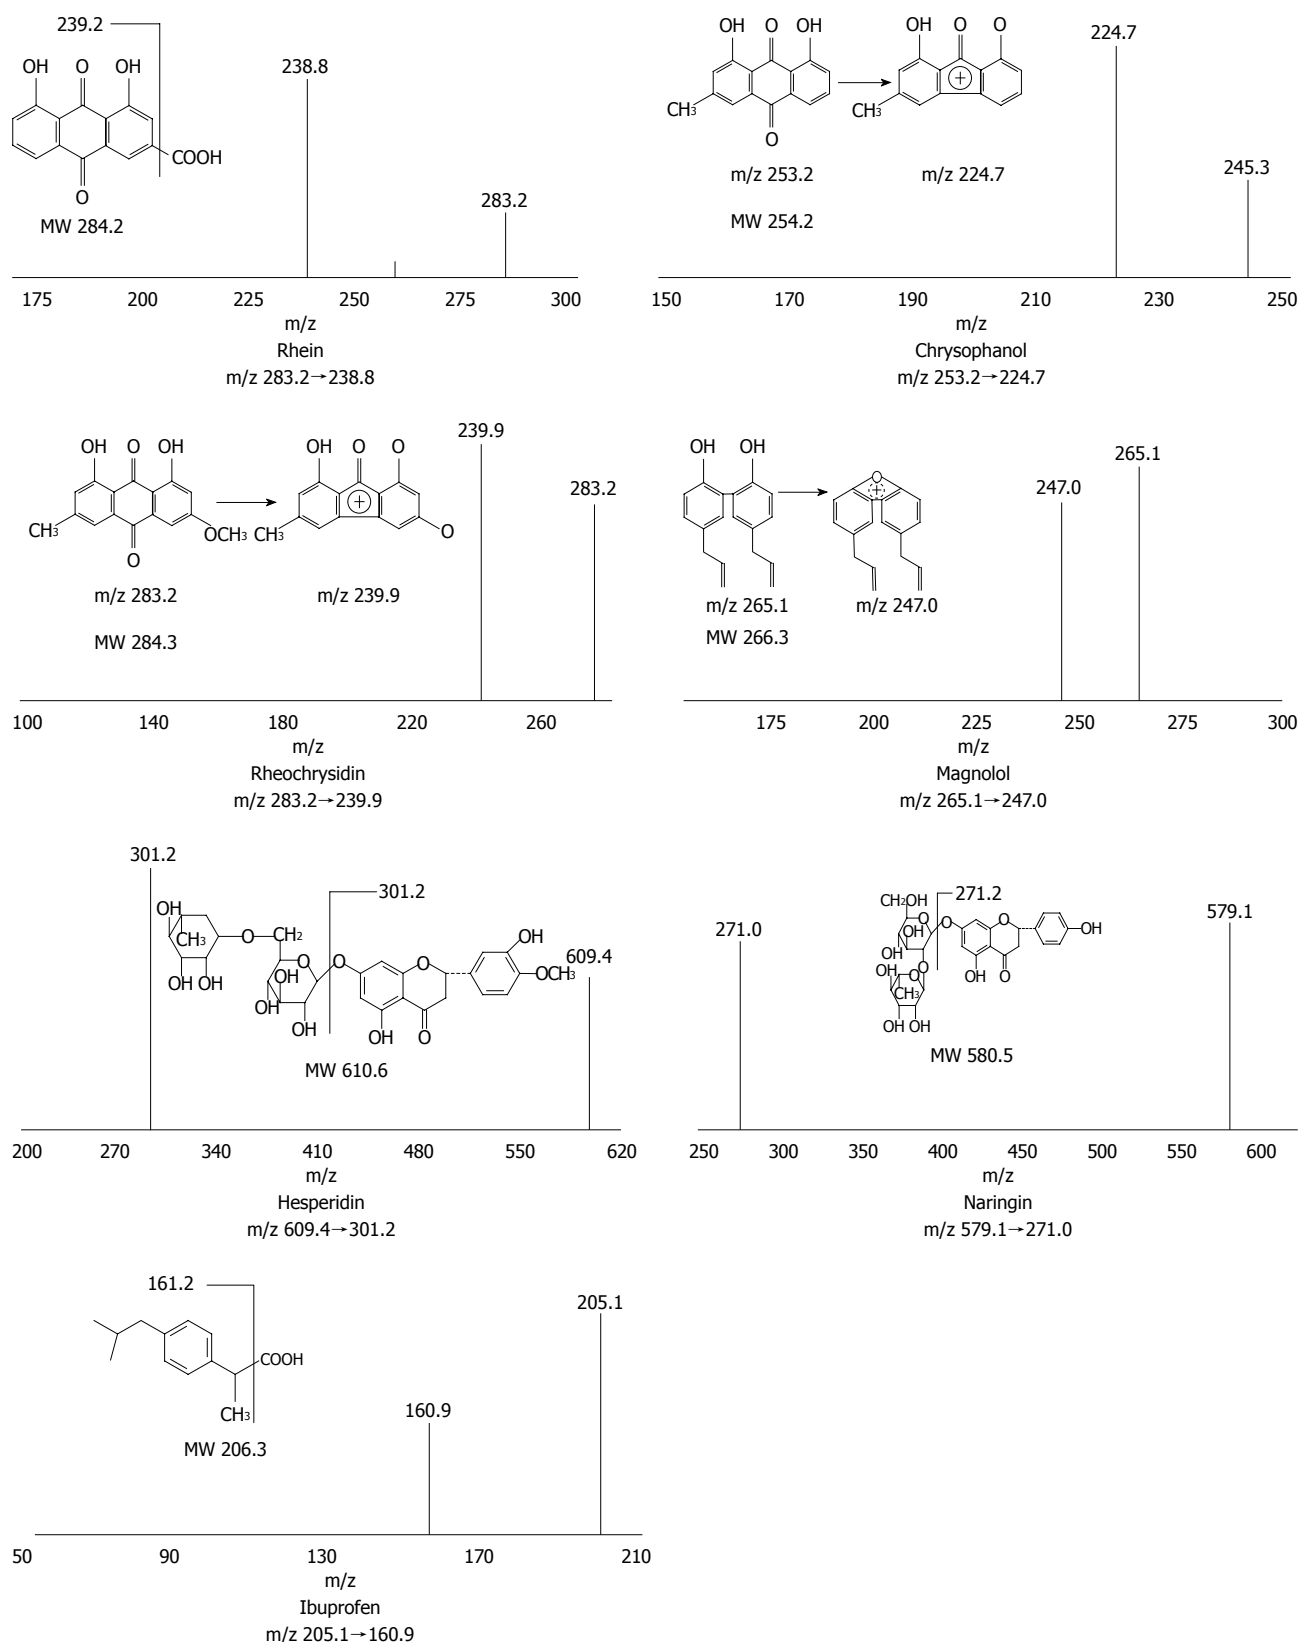 239.2
OH O OH
COOH
O
MW 284.2
238.8
283.2
175 200 225 250 275 300
m/z
Rhein
m/z 283.2→238.8
OH O OH
CH3
O
m/z 253.2
MW 254.2
OH O O
CH3
+
m/z 224.7
224.7
245.3
150 170 190 210 230 250
m/z
Chrysophanol
m/z 253.2→224.7
OH O OH
CH3
OCH3
O
m/z 283.2
MW 284.3
OH O O
CH3
+
O
m/z 239.9
239.9
283.2
100 140 180 220 260
m/z
Rheochrysidin
m/z 283.2→239.9
OH OH
m/z 265.1
MW 266.3
O
+
m/z 247.0
247.0
265.1
175 200 225 250 275 300
m/z
Magnolol
m/z 265.1→247.0
301.2
301.2
OH
CH3
O CH2
OH OH
O
OH
OH
OH
O
O
OH
OCH3
OH O
MW 610.6
609.4
200 270 340 410 480 550 620
m/z
Hesperidin
m/z 609.4→301.2
271.0
271.2
CH2OH
O
OH
OH
O
O
OH
OH O
O
OH
O
CH3
OH OH
MW 580.5
579.1
250 300 350 400 450 500 550 600
m/z
Naringin
m/z 579.1→271.0
161.2
COOH
CH3
MW 206.3
160.9
205.1
50 90 130 170 210
m/z
Ibuprofen
m/z 205.1→160.9